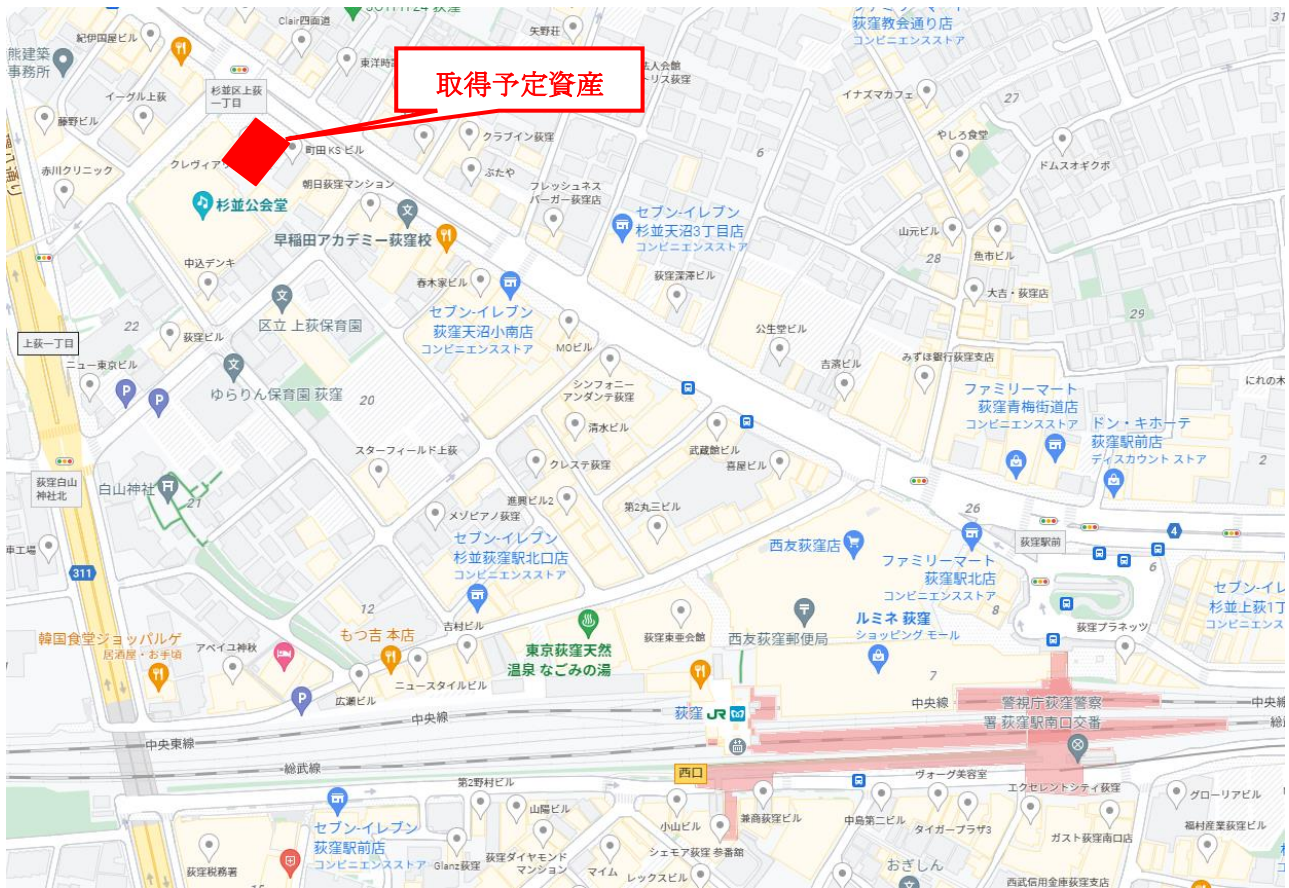 Clair四面道
紀伊国屋ビル
熊建築
事務所
矢野荘
荻窪教会通り店
コンビニエンスストア
31
取得予定資産
イーグル上荻
杉並区上荻
一丁目
藤野ビル
イナズマカフェ
27
クラブイン荻窪
やしろ食堂
ドムスオギクボ
赤川クリニック
町田 KS ビル
6
ぶたや
朝日荻窪マンション
フレッシュネス
バーガー荻窪店
杉並公会堂
早稲田アカデミー荻窪校
セブン-イレブン
杉並天沼3丁目店
コンビニエンスストア
山元ビル
魚市ビル
28
中込デンキ
春木家ビル
荻窪深澤ビル
大吉・荻窪店
29
セブン-イレブン
荻窪天沼小南店
コンビニエンスストア
22
区立 上荻保育園
荻窪ビル
上荻一丁目
公生堂ビル
MOビル
吉濱ビル
みずほ銀行荻窪支店
ニュー東京ビル
P
P
ゆらりん保育園 荻窪
20
シンフォニー
アンダンテ荻窪
ファミリーマート
荻窪青梅街道店
コンビニエンスストア
にれの木
清水ビル
ドン・キホーテ
荻窪駅前店
ディスカウント ストア
2
スターフィールド上荻
クレステ荻窪
武蔵館ビル
喜屋ビル
荻窪白山
神社北
白山神社
21
進興ビル2
メゾピアノ荻窪
第2丸三ビル
26
荻窪駅前
4
セブン-イレブン
杉並荻窪駅北口店
コンビニエンスストア
西友荻窪店
ファミリーマート
荻窪駅北店
コンビニエンスストア
6
車工場
311
セブン-イレ
杉並上荻1丁
コンビニエンス
12
8
吉村ビル
荻窪東亜会館
西友荻窪郵便局
ルミネ 荻窪
ショッピング モール
荻窪プラネッツ
韓国食堂ジョッパルゲ
居酒屋・お手頃
アベイユ神秋
もつ吉 本店
東京荻窪天然
温泉 なごみの湯
7
ニュースタイルビル
P
広瀬ビル
中央線
荻窪 JR
中央線
警視庁荻窪警察
署 荻窪駅南口交番
中央線
中央東線
総武線
西口
第2野村ビル
ヴォーグ美容室
エクセレントシティ荻窪
グローリアビル
セブン-イレブン
荻窪駅前店
コンビニエンスストア
山陽ビル
小山ビル
兼商荻窪ビル
中島第二ビル
タイガープラザ3
ガスト荻窪南口店
福村産業荻窪ビル
荻窪税務署
Glanz荻窪
荻窪ダイヤモンド
マンション
マイム
シェモア荻窪 参番舘
レックスビル
おぎしん
西武信用金庫荻窪支店